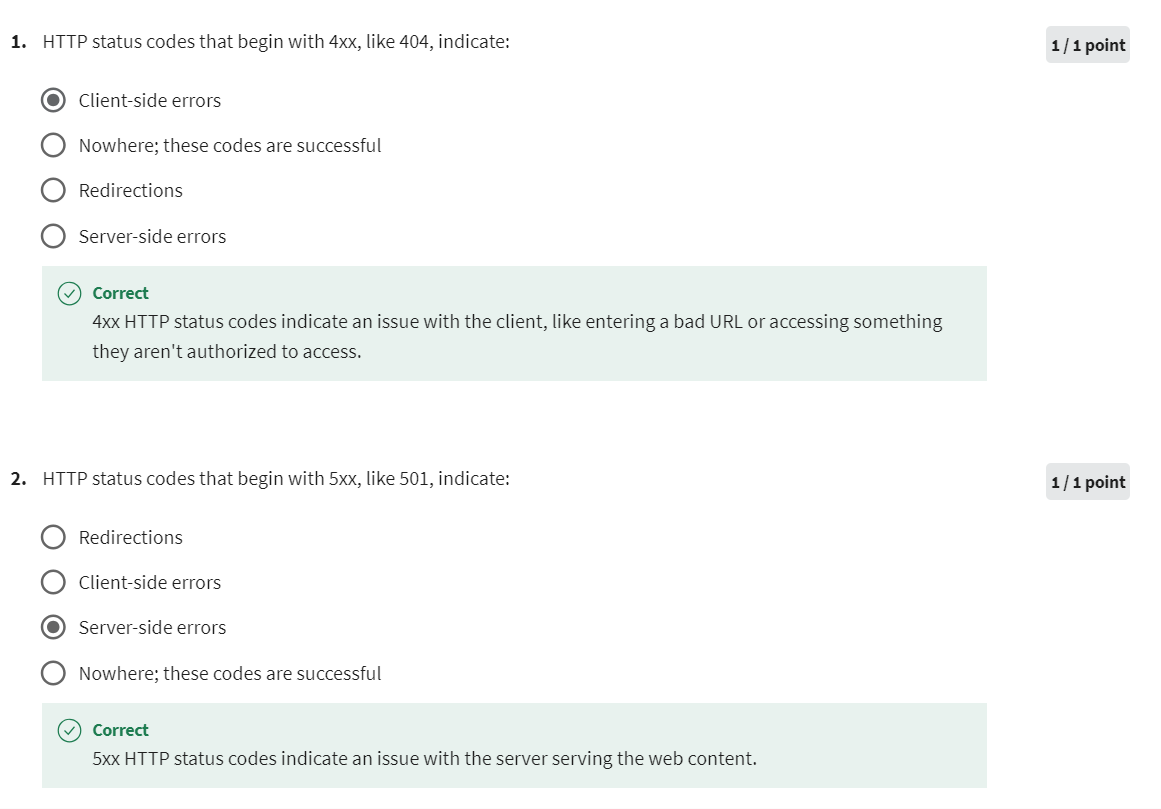 1. HTTP status codes that begin with 4xx, like 404, indicate:
1 / 1 point
Client-side errors
Nowhere; these codes are successful
Redirections
Server-side errors
Correct
4xx HTTP status codes indicate an issue with the client, like entering a bad URL or accessing something
they aren't authorized to access.
2. HTTP status codes that begin with 5xx, like 501, indicate:
1 / 1 point
Redirections
Client-side errors
Server-side errors
Nowhere; these codes are successful
Correct
5xx HTTP status codes indicate an issue with the server serving the web content.